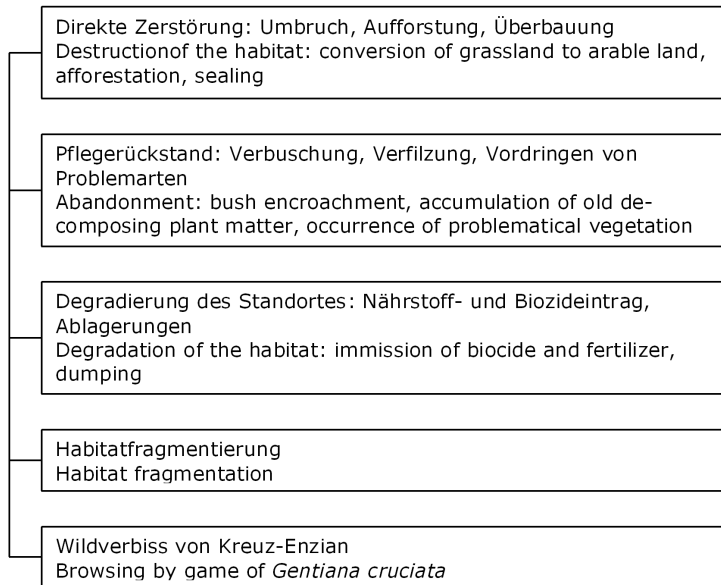 Direkte Zerstörung: Umbruch, Aufforstung, Überbauung
Destructionof the habitat: conversion of grassland to arable land,
afforestation, sealing
Pflegerückstand: Verbuschung, Verfilzung, Vordringen von
Problemarten
Abandonment: bush encroachment, accumulation of old de-
composing plant matter, occurrence of problematical vegetation
Degradierung des Standortes: Nährstoff- und Biozideintrag,
Ablagerungen
Degradation of the habitat: immission of biocide and fertilizer,
dumping
Habitatfragmentierung
Habitat fragmentation
Wildverbiss von Kreuz-Enzian
Browsing by game of Gentiana cruciata